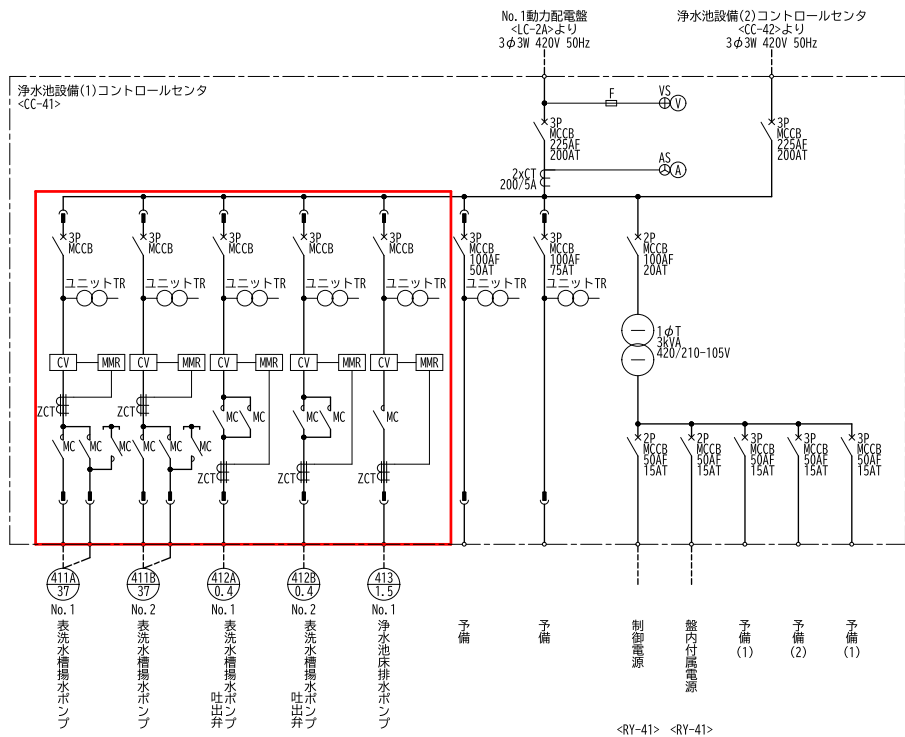 No.1動力配電盤
<LC-2A>より
3φ3W 420V 50Hz
浄水池設備(2)コントロールセンタ
<CC-42>より
3φ3W 420V 50Hz
浄水池設備(1)コントロールセンタ
<CC-41>
F
VS
V
3P
MCCB
225AF
200AT
3P
MCCB
225AF
200AT
AS
A
2xCT
200/5A
3P
MCCB
3P
MCCB
3P
MCCB
3P
MCCB
3P
MCCB
3P
MCCB
100AF
50AT
3P
MCCB
100AF
75AT
2P
MCCB
100AF
20AT
ユニットTR
ユニットTR
ユニットTR
ユニットTR
ユニットTR
ユニットTR
ユニットTR
1φT
3kVA
420/210-105V
CV
MMR
CV
MMR
CV
MMR
CV
MMR
CV
MMR
ZCT
ZCT
MC
MC
MC
MC
MC
MC
MC
MC
MC
MC
MC
ZCT
ZCT
ZCT
2P
MCCB
50AF
15AT
2P
MCCB
50AF
15AT
3P
MCCB
50AF
15AT
3P
MCCB
50AF
15AT
3P
MCCB
50AF
15AT
411A
37
411B
37
412A
0.4
412B
0.4
413
1.5
No.1
No.2
No.1
No.2
No.1
表洗水槽揚水ポンプ
表洗水槽揚水ポンプ
表洗水槽揚水ポンプ
吐出弁
表洗水槽揚水ポンプ
吐出弁
浄水池床排水ポンプ
予備
予備
制御電源
盤内付属電源
予備(1)
予備(2)
予備(1)
<RY-41>
<RY-41>